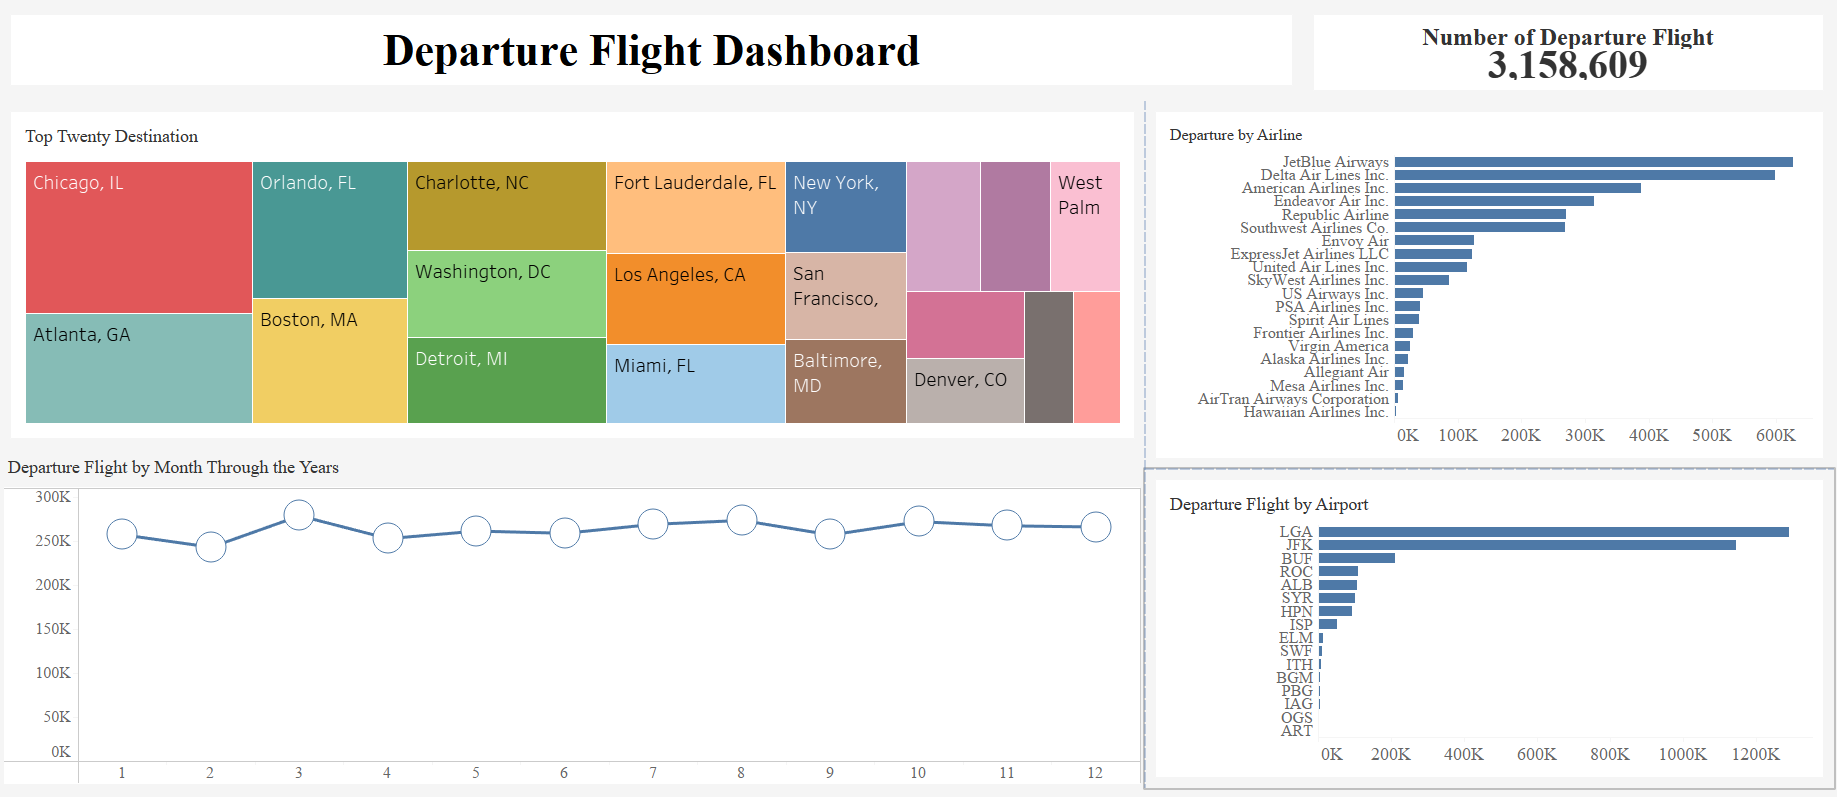 Departure Flight Dashboard
Number of Departure Flight
3,158,609
Top Twenty Destination
Chicago, IL
Atlanta, GA
Orlando, FL
Boston, MA
Charlotte, NC
Washington, DC
Detroit, MI
Fort Lauderdale, FL
Los Angeles, CA
Miami, FL
New York,
NY
San
Francisco,
Baltimore,
MD
West
Palm
Denver, CO
Departure by Airline
JetBlue Airways
Delta Air Lines Inc.
American Airlines Inc.
Endeavor Air Inc.
Republic Airline
Southwest Airlines Co.
Envoy Air
ExpressJet Airlines LLC
United Air Lines Inc.
SkyWest Airlines Inc.
US Airways Inc.
PSA Airlines Inc.
Spirit Air Lines
Frontier Airlines Inc.
Virgin America
Alaska Airlines Inc.
Allegiant Air
Mesa Airlines Inc.
AirTran Airways Corporation
Hawaiian Airlines Inc.
0K 100K 200K 300K 400K 500K 600K
Departure Flight by Month Through the Years
300K
250K
200K
150K
100K
50K
0K
1 2 3 4 5 6 7 8 9 10 11 12
Departure Flight by Airport
LGA
JFK
BUF
ROC
ALB
SYR
HPN
ISP
ELM
SWF
ITH
BGM
PBG
IAG
OGS
ART
0K 200K 400K 600K 800K 1000K 1200K